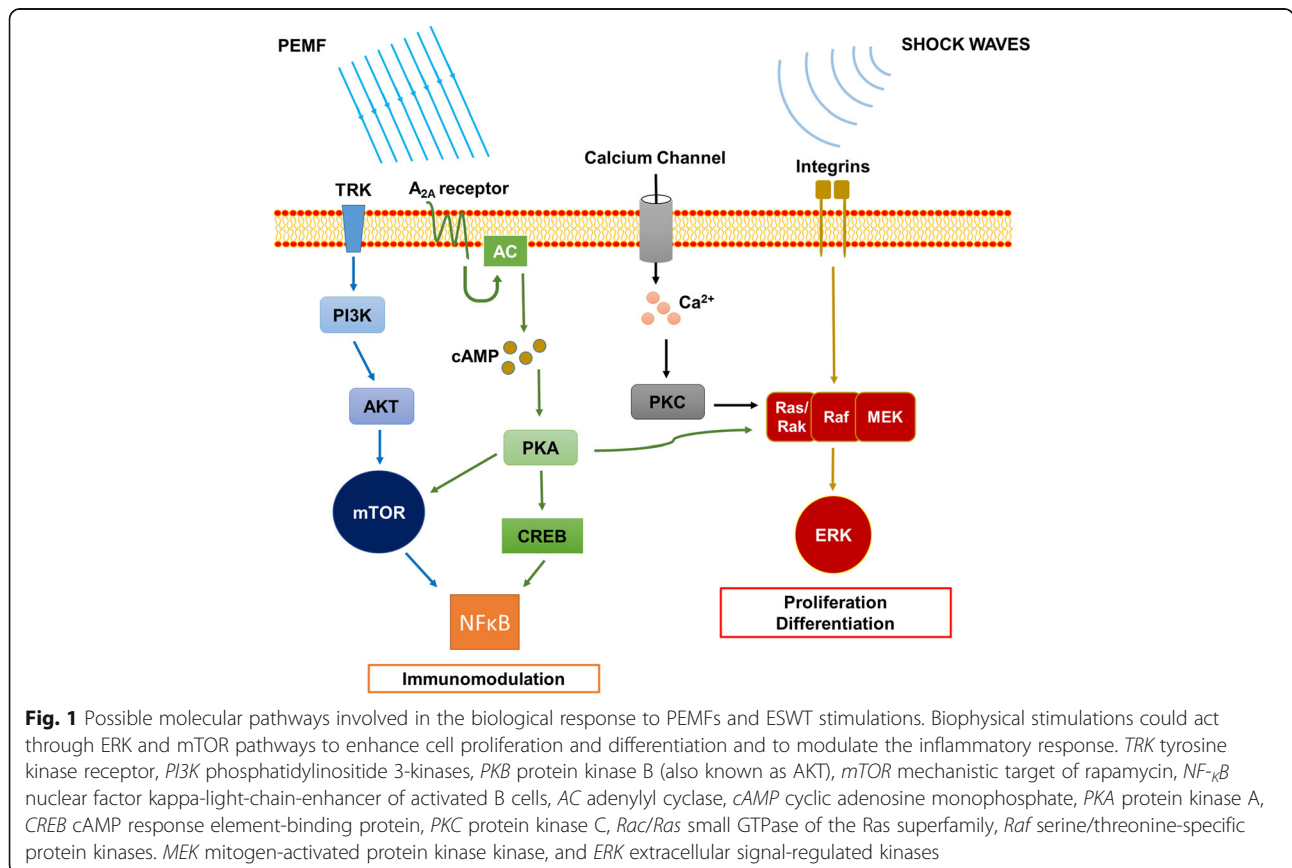 PEMF
SHOCK WAVES
Calcium Channel
Integrins
TRK
A2A receptor
AC
PI3K
Ca2+
cAMP
AKT
PKC
Ras/
Rak
Raf
MEK
PKA
mTOR
CREB
ERK
NFκB
Proliferation
Differentiation
Immunomodulation
Fig. 1 Possible molecular pathways involved in the biological response to PEMFs and ESWT stimulations. Biophysical stimulations could act
through ERK and mTOR pathways to enhance cell proliferation and differentiation and to modulate the inflammatory response. TRK tyrosine
kinase receptor, PI3K phosphatidylinositide 3-kinases, PKB protein kinase B (also known as AKT), mTOR mechanistic target of rapamycin, NF-κB
nuclear factor kappa-light-chain-enhancer of activated B cells, AC adenylyl cyclase, cAMP cyclic adenosine monophosphate, PKA protein kinase A,
CREB cAMP response element-binding protein, PKC protein kinase C, Rac/Ras small GTPase of the Ras superfamily, Raf serine/threonine-specific
protein kinases. MEK mitogen-activated protein kinase kinase, and ERK extracellular signal-regulated kinases